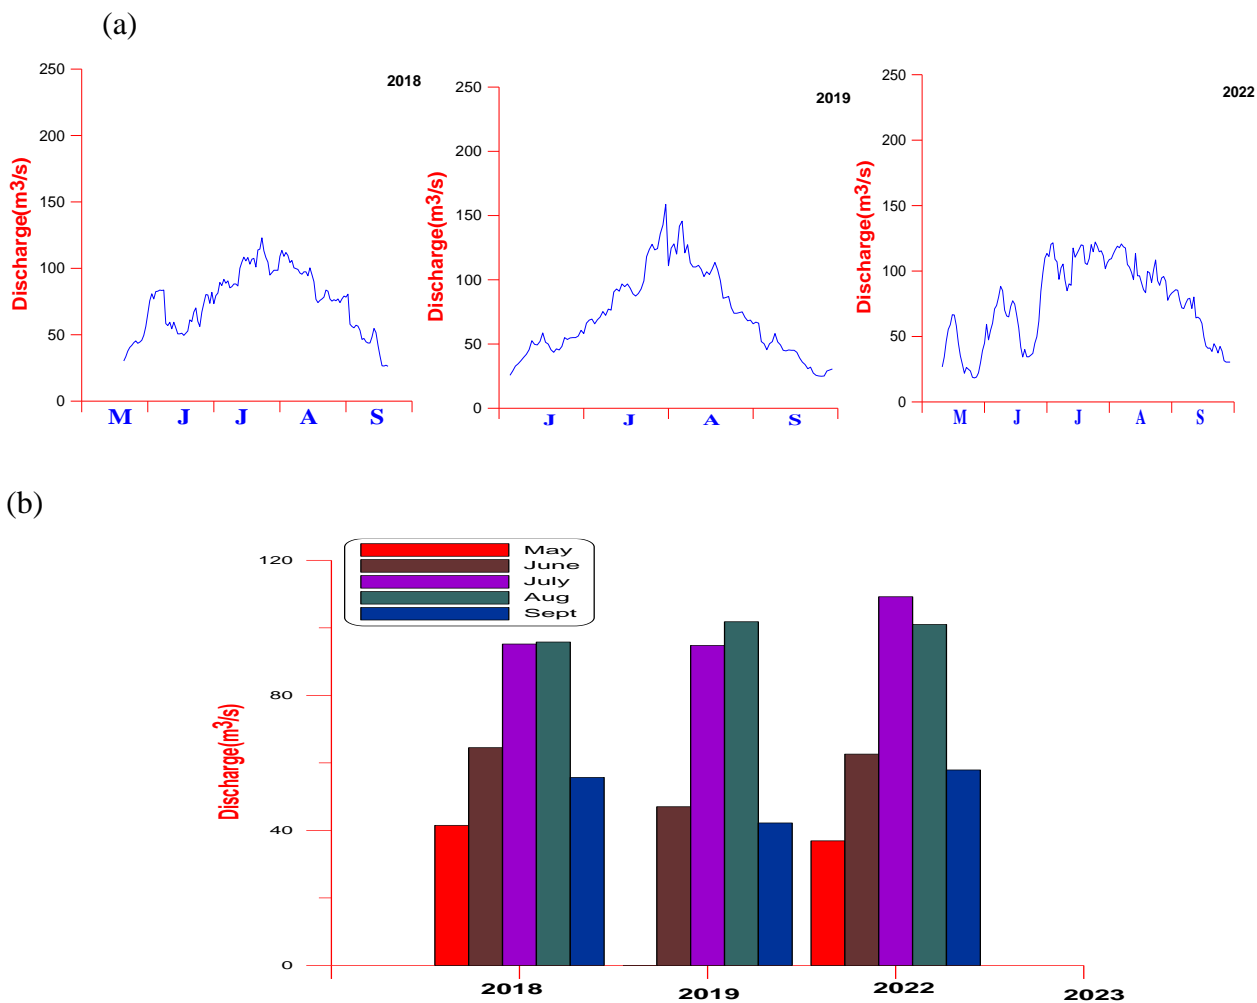 (a)
2018
2019
2022
250
200
150
100
50
0
Discharge(m3/s)
M J J A S
250
200
150
100
50
0
Discharge(m3/s)
J J A S
250
200
150
100
50
0
Discharge(m3/s)
M J J A S
(b)
May
June
July
Aug
Sept
120
80
40
0
Discharge(m3/s)
2018 2019 2022 2023